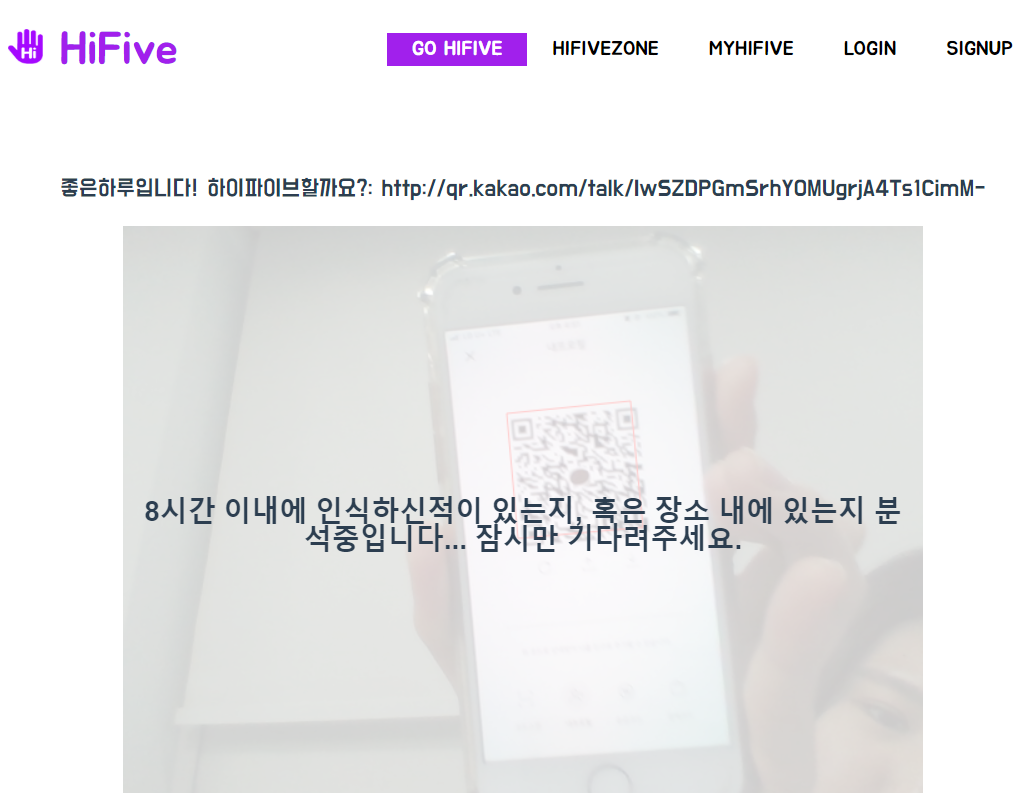 Hi HiFive
GO HIFIVE HIFIVEZONE MYHIFIVE LOGIN SIGNUP
좋은하루입니다! 하이파이브할까요?: http://qr.kakao.com/talk/IwSZDPGmSrhYOMUgrjA4Ts1CimM-
8시간 이내에 인식하신적이 있는지, 혹은 장소 내에 있는지 분
석중입니다... 잠시만 기다려주세요.